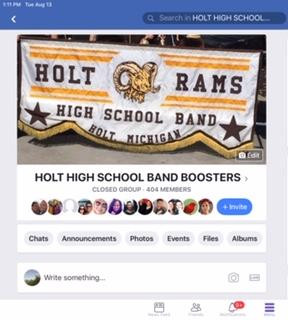 1:11 PM Tue Aug 13
Search in HOLT HIGH SCHOOL...
HOLT RAMS
HIGH SCHOOL BAND
HOLT, MICHIGAN
Edit
HOLT HIGH SCHOOL BAND BOOSTERS
CLOSED GROUP · 404 MEMBERS
+ Invite
Chats Announcements Photos Events Files Albums
Write something...
GIF
News Feed Friends Notifications Menu